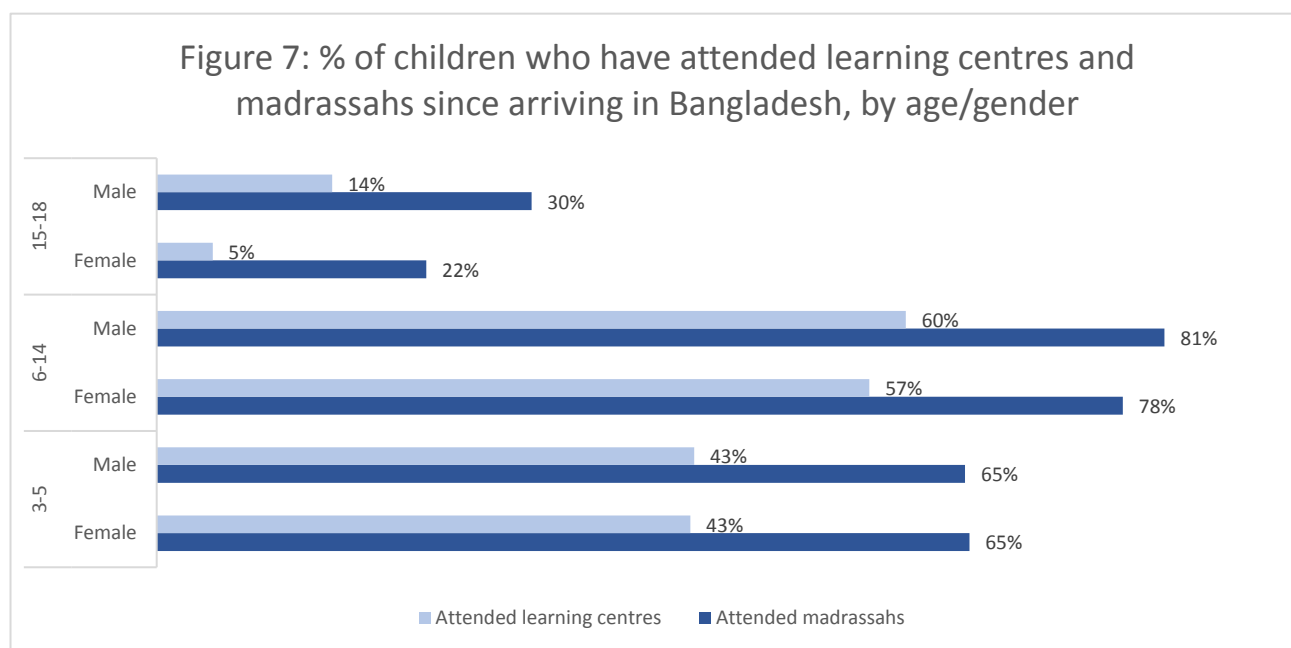 Figure 7: % of children who have attended learning centres and
madrassahs since arriving in Bangladesh, by age/gender
15-18
Male
14%
30%
Female
5%
22%
6-14
Male
60%
81%
Female
57%
78%
3-5
Male
43%
65%
Female
43%
65%
Attended learning centres
Attended madrassahs